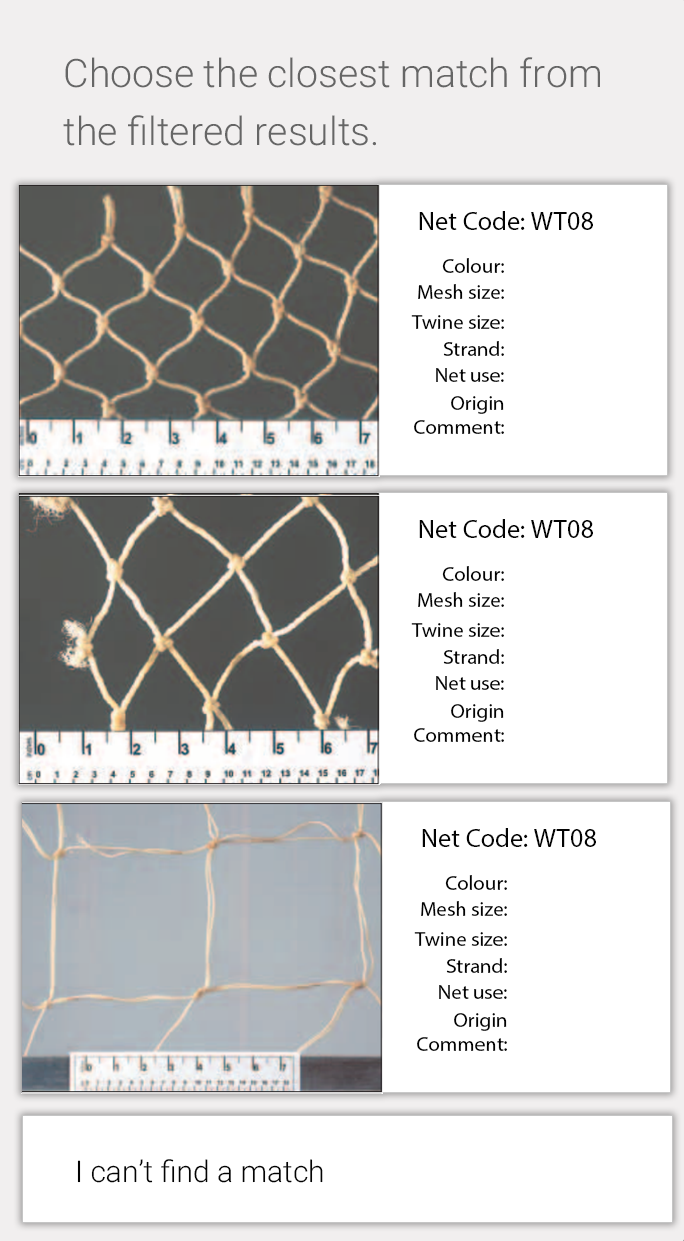 Choose the closest match from
the filtered results.
Net Code: WT08
Colour:
Mesh size:
Twine size:
Strand:
Net use:
Origin
Comment:
0 1 2 3 4 5 6 7
0 1 2 3 4 5 6 7 8 9 10 11 12 13 14 15 16 17 18
Net Code: WT08
Colour:
Mesh size:
Twine size:
Strand:
Net use:
Origin
Comment:
0 1 2 3 4 5 6 7
0 1 2 3 4 5 6 7 8 9 10 11 12 13 14 15 16 17
Net Code: WT08
Colour:
Mesh size:
Twine size:
Strand:
Net use:
Origin
Comment:
0 1 2 3 4 5 6 7
I can't find a match